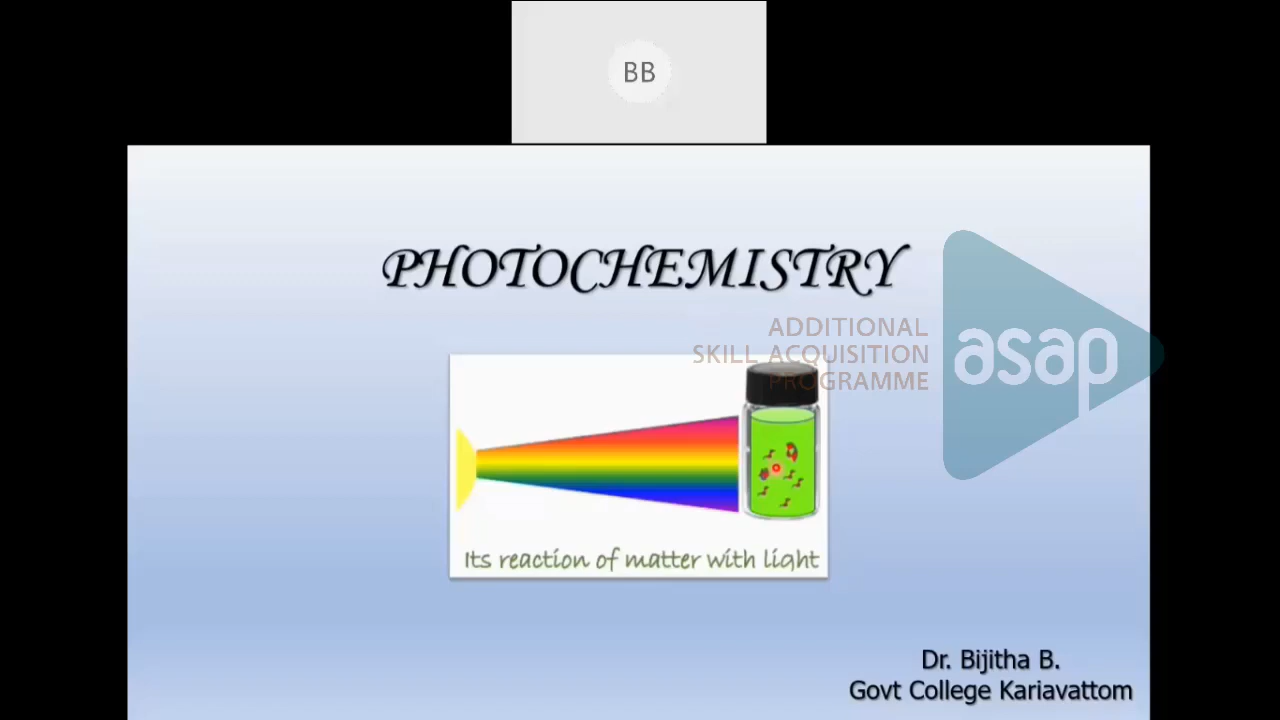 BB
PHOTOCHEMISTRY
ADDITIONAL
SKILL ACQUISITION
PROGRAMME
asap
Its reaction of matter with light
Dr. Bijitha B.
Govt College Kariavattom